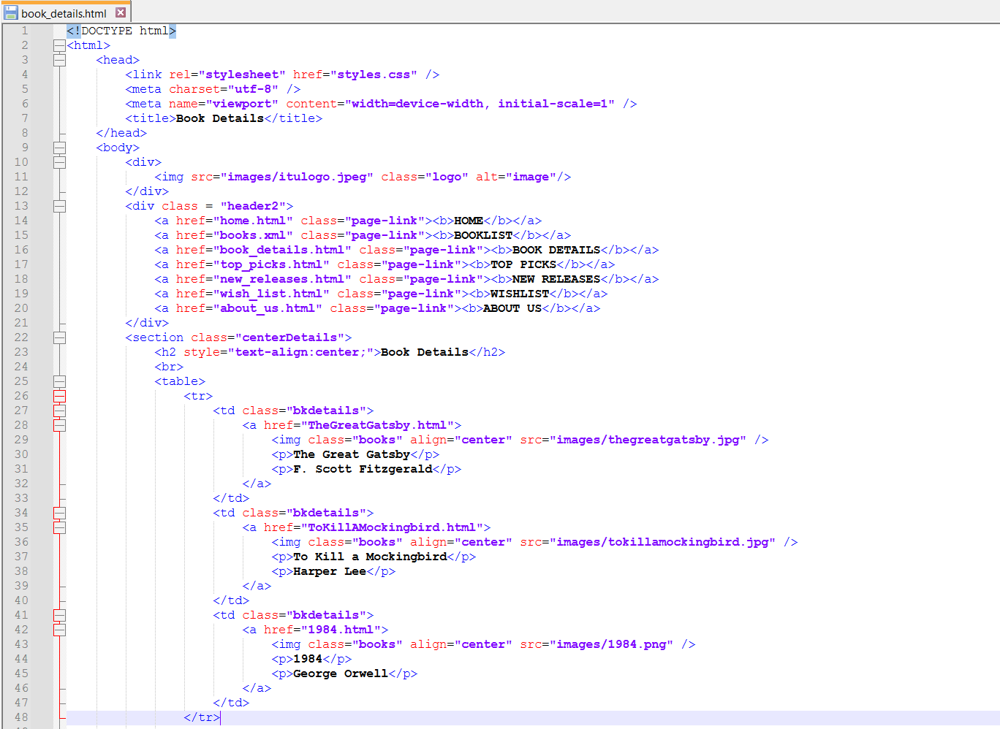 book_details.html
1 <!DOCTYPE html>
2 <html>
3     <head>
4         <link rel="stylesheet" href="styles.css" />
5         <meta charset="utf-8" />
6         <meta name="viewport" content="width=device-width, initial-scale=1" />
7         <title>Book Details</title>
8     </head>
9     <body>
10         <div>
11             <img src="images/itulogo.jpeg" class="logo" alt="image"/>
12         </div>
13         <div class = "header2">
14             <a href="home.html" class="page-link"><b>HOME</b></a>
15             <a href="books.xml" class="page-link"><b>BOOKLIST</b></a>
16             <a href="book_details.html" class="page-link"><b>BOOK DETAILS</b></a>
17             <a href="top_picks.html" class="page-link"><b>TOP PICKS</b></a>
18             <a href="new_releases.html" class="page-link"><b>NEW RELEASES</b></a>
19             <a href="wish_list.html" class="page-link"><b>WISHLIST</b></a>
20             <a href="about_us.html" class="page-link"><b>ABOUT US</b></a>
21         </div>
22         <section class="centerDetails">
23             <h2 style="text-align:center;">Book Details</h2>
24             <br>
25             <table>
26                 <tr>
27                     <td class="bkdetails">
28                         <a href="TheGreatGatsby.html">
29                             <img class="books" align="center" src="images/thegreatgatsby.jpg" />
30                             <p>The Great Gatsby</p>
31                             <p>F. Scott Fitzgerald</p>
32                         </a>
33                     </td>
34                     <td class="bkdetails">
35                         <a href="ToKillAMockingbird.html">
36                             <img class="books" align="center" src="images/tokillamockingbird.jpg" />
37                             <p>To Kill a Mockingbird</p>
38                             <p>Harper Lee</p>
39                         </a>
40                     </td>
41                     <td class="bkdetails">
42                         <a href="1984.html">
43                             <img class="books" align="center" src="images/1984.png" />
44                             <p>1984</p>
45                             <p>George Orwell</p>
46                         </a>
47                     </td>
48                 </tr>